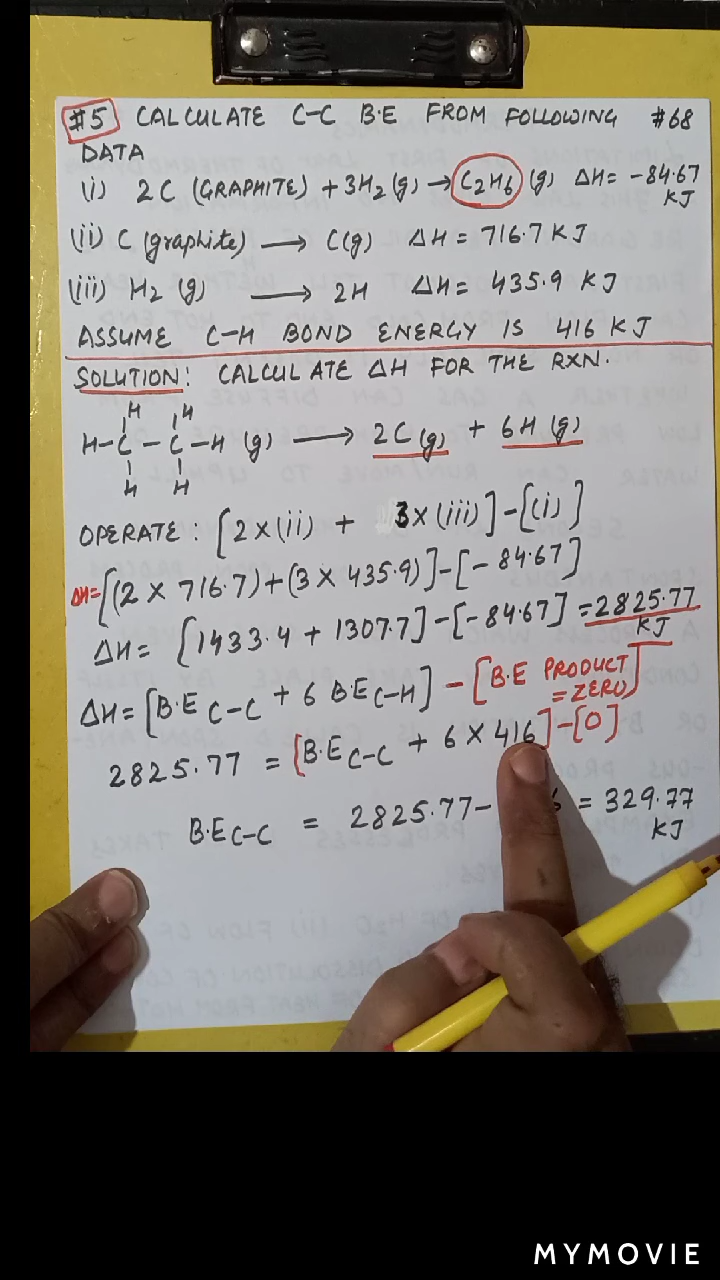 #5 CALCULATE C-C B.E FROM FOLLOWING #68
DATA
(i) 2C (GRAPHITE) + 3H₂(g) → C₂H₆ (g) ΔH = -84.67 KJ
(ii) C (graphite) → C(g) ΔH = 716.7 KJ
(iii) H₂ (g) → 2H ΔH = 435.9 KJ
ASSUME C-H BOND ENERGY IS 416 KJ
SOLUTION: CALCULATE ΔH FOR THE RXN.
H H
H-C-C-H (g) → 2C(g) + 6H(g)
H H
OPERATE: [2×(ii) + 3×(iii)]-[(i)]
ΔH=[(2 × 716.7)+(3 × 435.9)]-[-84.67]
ΔH = [1433.4 + 1307.7]-[-84.67] = 2825.77 KJ
ΔH=[B.E C-C + 6 BE C-H] - [B.E PRODUCT = ZERO]
2825.77 = [B.E C-C + 6 × 416]-[0]
B.E C-C = 2825.77- 6 = 329.77 KJ
MYMOVIE